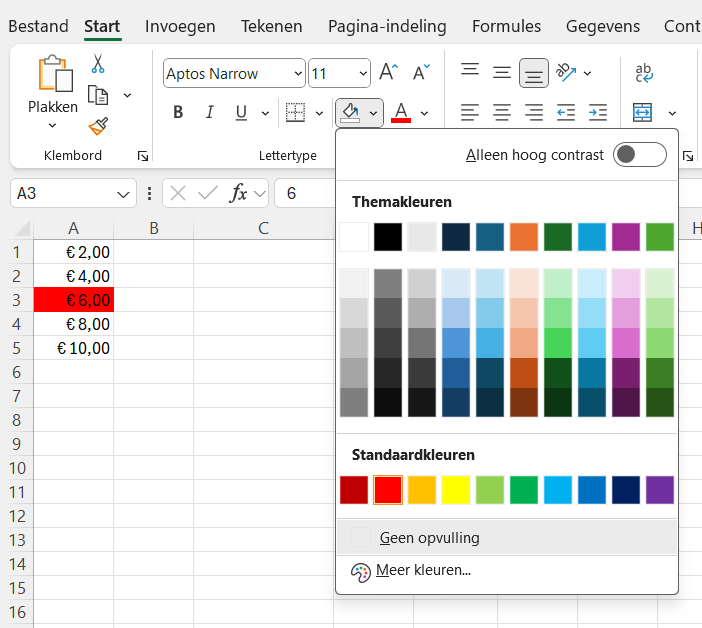 Bestand Start Invoegen Tekenen Pagina-indeling Formules Gegevens Cont
Plakken
Klembord
Aptos Narrow 11 A A
B I U A
Lettertype
ab
c
A3 fx 6
A B C H
1 € 2,00
2 € 4,00
3 € 6,00
4 € 8,00
5 € 10,00
6
7
8
9
10
11
12
13
14
15
16
Alleen hoog contrast
Themakleuren
Standaardkleuren
Geen opvulling
Meer kleuren...